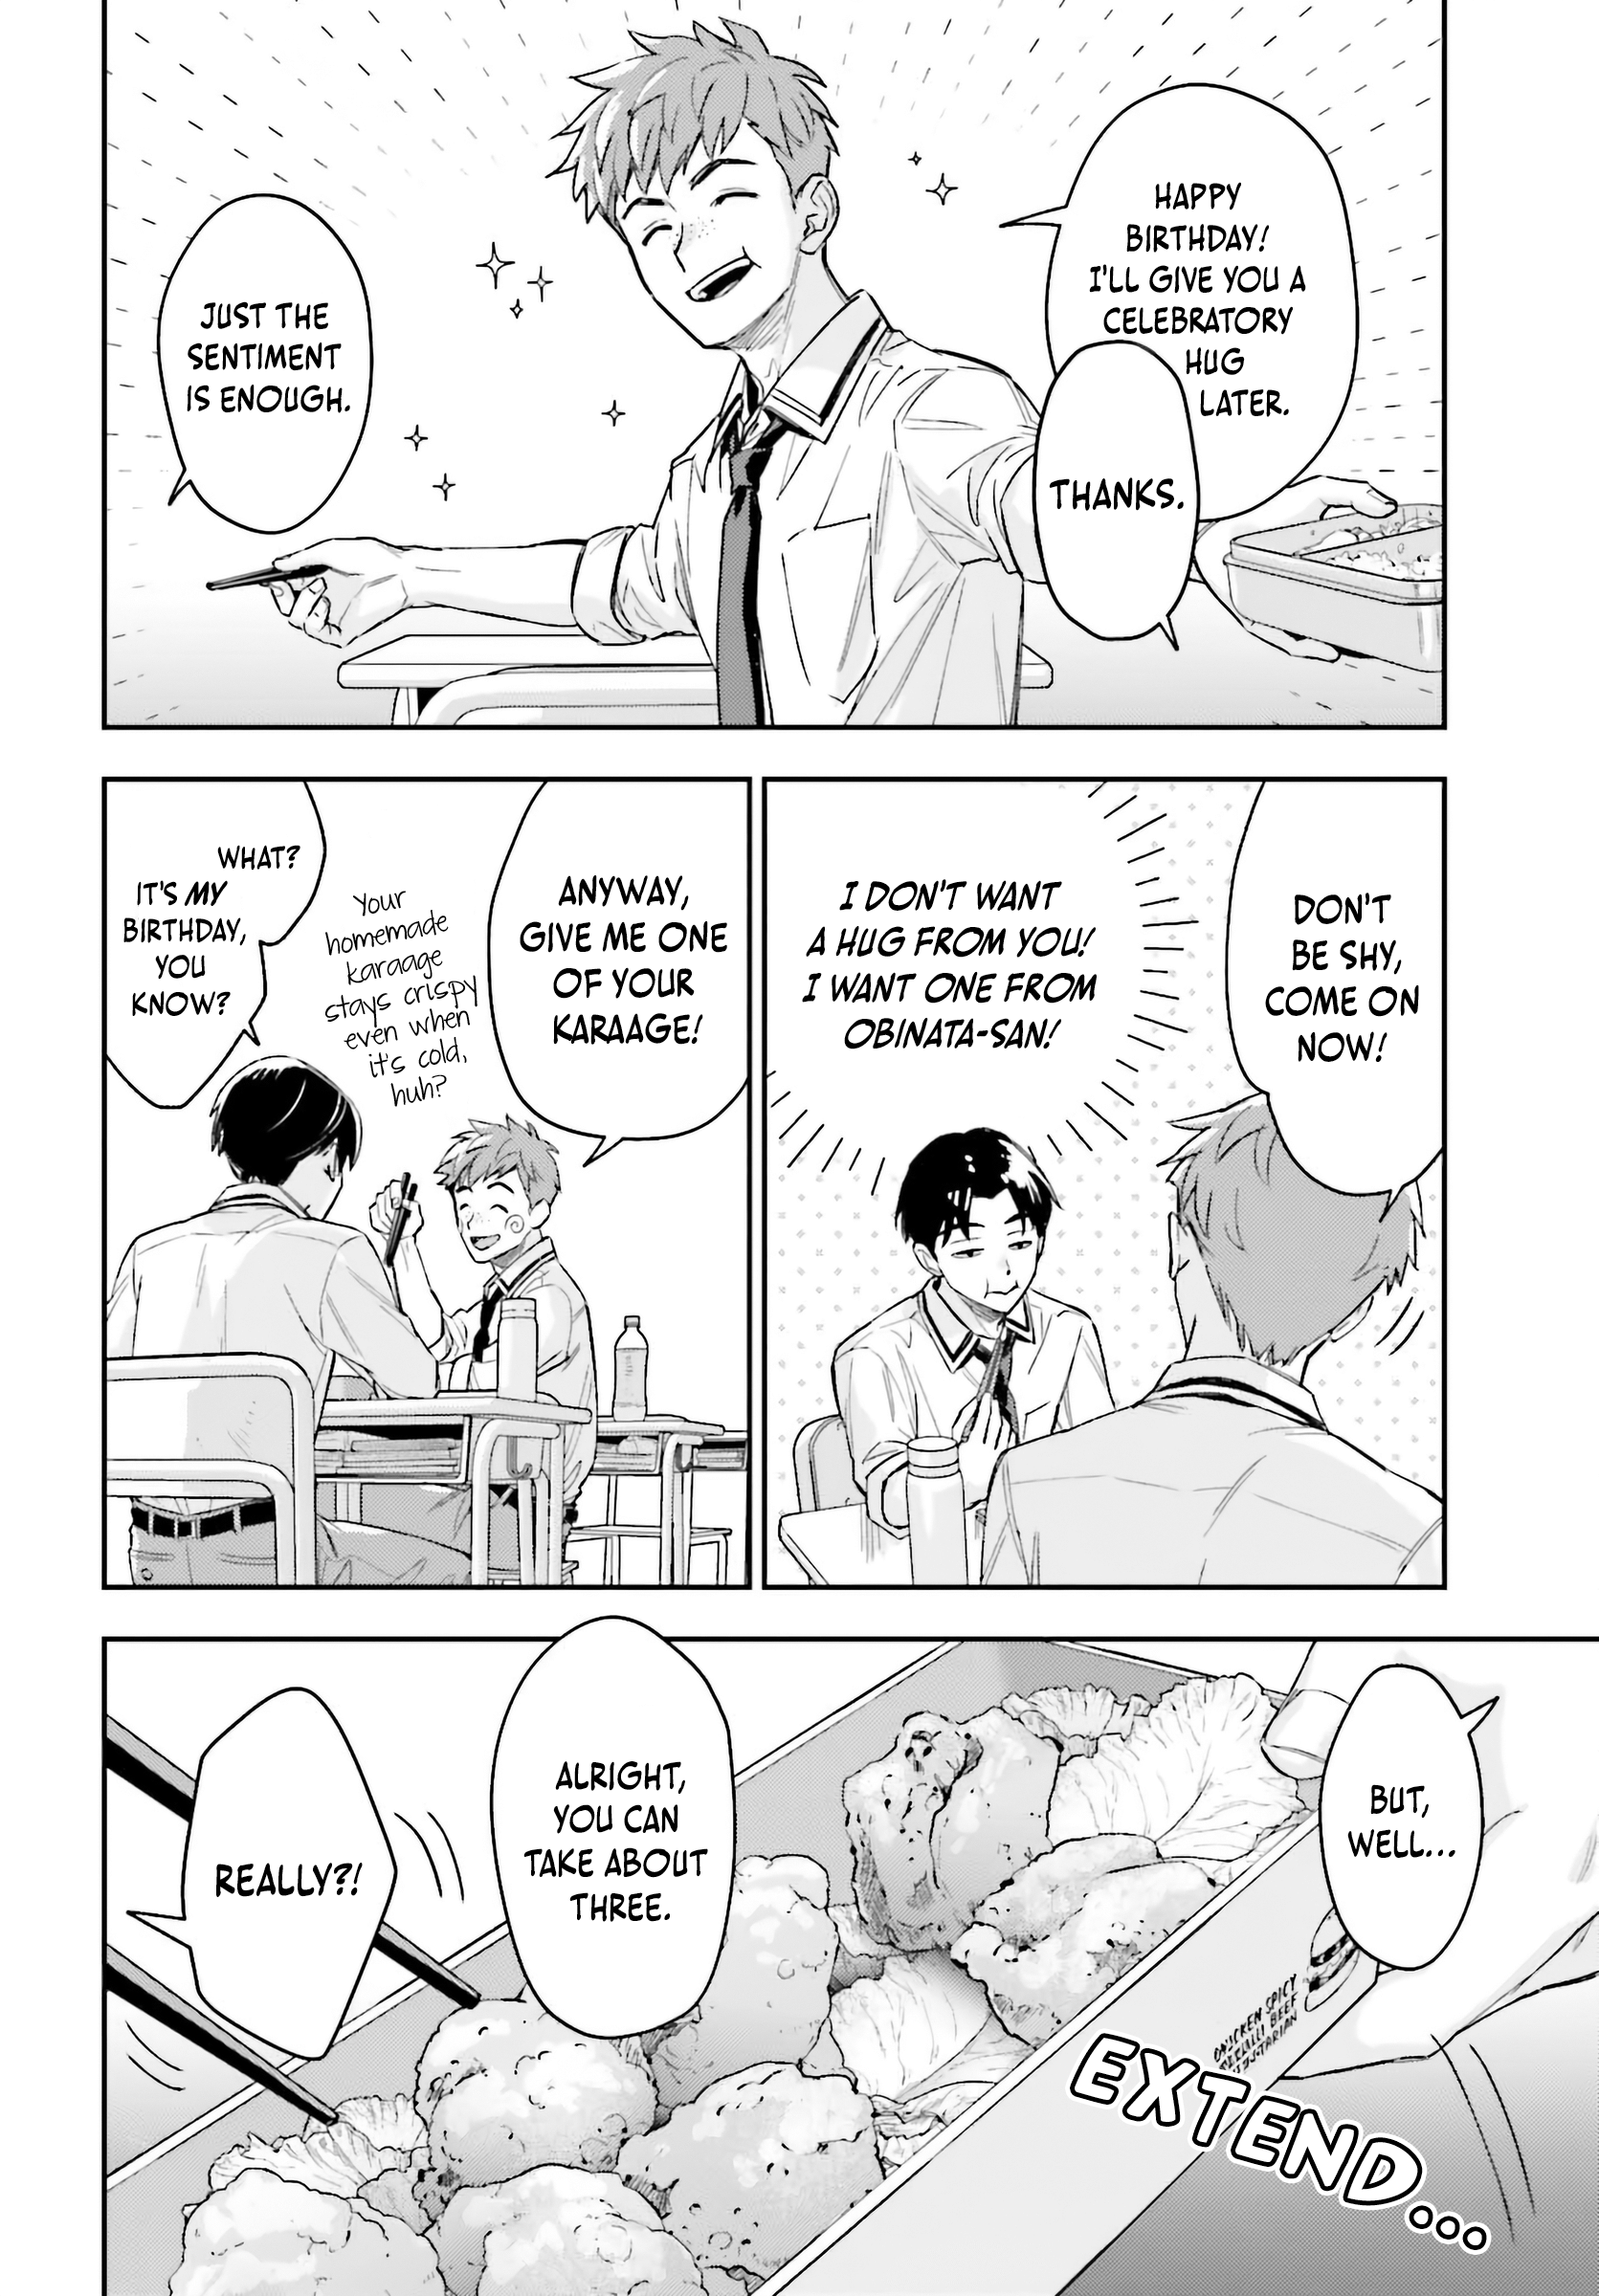 HAPPY
BIRTHDAY!
I'LL GIVE YOU A
CELEBRATORY
HUG
LATER.
THANKS.
JUST THE
SENTIMENT
IS ENOUGH.
DON'T
BE SHY,
COME ON
NOW!
I DON'T WANT
A HUG FROM YOU!
I WANT ONE FROM
OBINATA-SAN!
ANYWAY,
GIVE ME ONE
OF YOUR
KARAAGE!
Your
homemade
karaage
stays crispy
even when
it's cold,
huh?
WHAT?
IT'S MY
BIRTHDAY,
YOU
KNOW?
BUT,
WELL...
ALRIGHT,
YOU CAN
TAKE ABOUT
THREE.
REALLY?!
CHICKEN SPICY
BEEF
EXTEND...